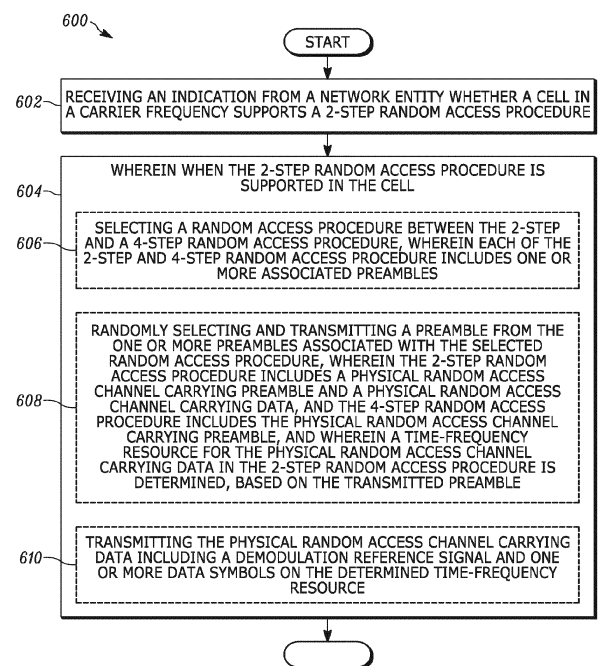 600
START
602
RECEIVING AN INDICATION FROM A NETWORK ENTITY WHETHER A CELL IN
A CARRIER FREQUENCY SUPPORTS A 2-STEP RANDOM ACCESS PROCEDURE
604
WHEREIN WHEN THE 2-STEP RANDOM ACCESS PROCEDURE IS
SUPPORTED IN THE CELL
606
SELECTING A RANDOM ACCESS PROCEDURE BETWEEN THE 2-STEP
AND A 4-STEP RANDOM ACCESS PROCEDURE, WHEREIN EACH OF THE
2-STEP AND 4-STEP RANDOM ACCESS PROCEDURE INCLUDES ONE OR
MORE ASSOCIATED PREAMBLES
608
RANDOMLY SELECTING AND TRANSMITTING A PREAMBLE FROM THE
ONE OR MORE PREAMBLES ASSOCIATED WITH THE SELECTED
RANDOM ACCESS PROCEDURE, WHEREIN THE 2-STEP RANDOM
ACCESS PROCEDURE INCLUDES A PHYSICAL RANDOM ACCESS
CHANNEL CARRYING PREAMBLE AND A PHYSICAL RANDOM ACCESS
CHANNEL CARRYING DATA, AND THE 4-STEP RANDOM ACCESS
PROCEDURE INCLUDES THE PHYSICAL RANDOM ACCESS CHANNEL
CARRYING PREAMBLE, AND WHEREIN A TIME-FREQUENCY
RESOURCE FOR THE PHYSICAL RANDOM ACCESS CHANNEL
CARRYING DATA IN THE 2-STEP RANDOM ACCESS PROCEDURE IS
DETERMINED, BASED ON THE TRANSMITTED PREAMBLE
610
TRANSMITTING THE PHYSICAL RANDOM ACCESS CHANNEL CARRYING
DATA INCLUDING A DEMODULATION REFERENCE SIGNAL AND ONE
OR MORE DATA SYMBOLS ON THE DETERMINED TIME-FREQUENCY
RESOURCE